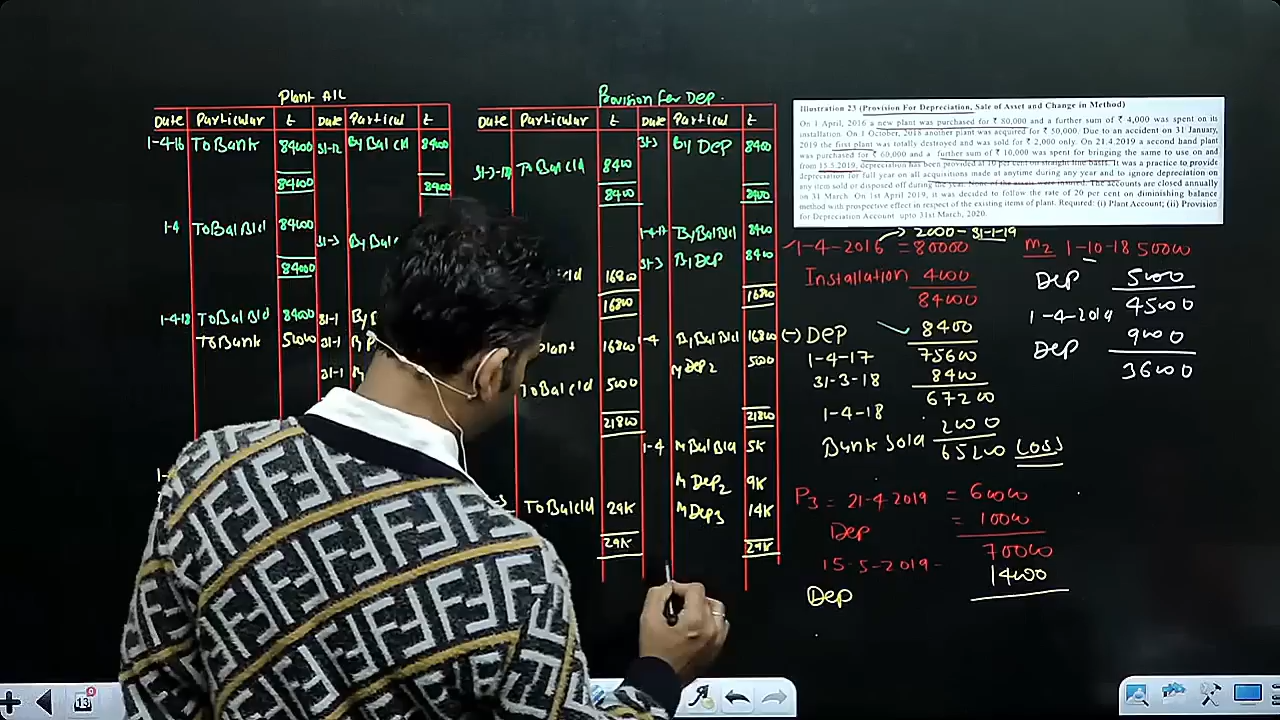 Plant A/C
Date Particular ₹ Date Particul ₹
1-4-16 To Bank 84000 31-12 By Bal c/d 84000
84000 84000
1-4 To Bal b/d 84000
31-3 By Bal
84000
1-4-18 To Bal b/d 84000 31-1 By
To Bank 50000 31-1 By
31-1
Provision For Dep.
Date Particular ₹ Date Particular ₹
31-3 By Dep 8400
31-3-17 To Bal c/d 8400
8400 8400
1-4-17 By Bal b/d 8400
31-3 By Dep 8400
16800
16800 16800
Plant 16800 1-4 By Bal b/d 16800
By Dep2 5000
To Bal c/d 5000
21800 21800
1-4 By Bal b/d 5K
By Dep2 9K
To Bal c/d 29K By Dep3 14K
29K 29K
Illustration 23 (Provision For Depreciation, Sale of Asset and Change in Method)
On 1 April, 2016 a new plant was purchased for ₹ 80,000 and a further sum of ₹ 4,000 was spent on its
installation. On 1 October, 2018 another plant was acquired for ₹ 50,000. Due to an accident on 31 January,
2019 the first plant was totally destroyed and was sold for ₹ 2,000 only. On 21.4.2019 a second hand plant
was purchased for ₹ 60,000 and a further sum of ₹ 10,000 was spent for bringing the same to use on and
from 15.5.2019, depreciation has been provided at 10 per cent on straight line basis. It was a practice to provide
depreciation for full year on all acquisitions made at anytime during any year and to ignore depreciation on
any item sold or disposed off during the year. None of the assets were insured. The accounts are closed annually
on 31 March. On 1st April, 2019, it was decided to follow the rate of 20 per cent on diminishing balance
method with prospective effect in respect of the existing items of plant. Required: (i) Plant Account; (ii) Provision
for Depreciation Account upto 31st March, 2020.
2000 - 31-1-19
1-4-2016 = 80000
Installation 4000
84000
(-) Dep 8400
1-4-17 75600
31-3-18 8400
67200
1-4-18
2000
Bank Sold 65200 Loss
M2 1-10-18 50000
Dep 5000
45000
1-4-2019
Dep 9000
36000
P3 = 21-4-2019 = 60000
= 10000
Dep
70000
15-5-2019-
14000
Dep